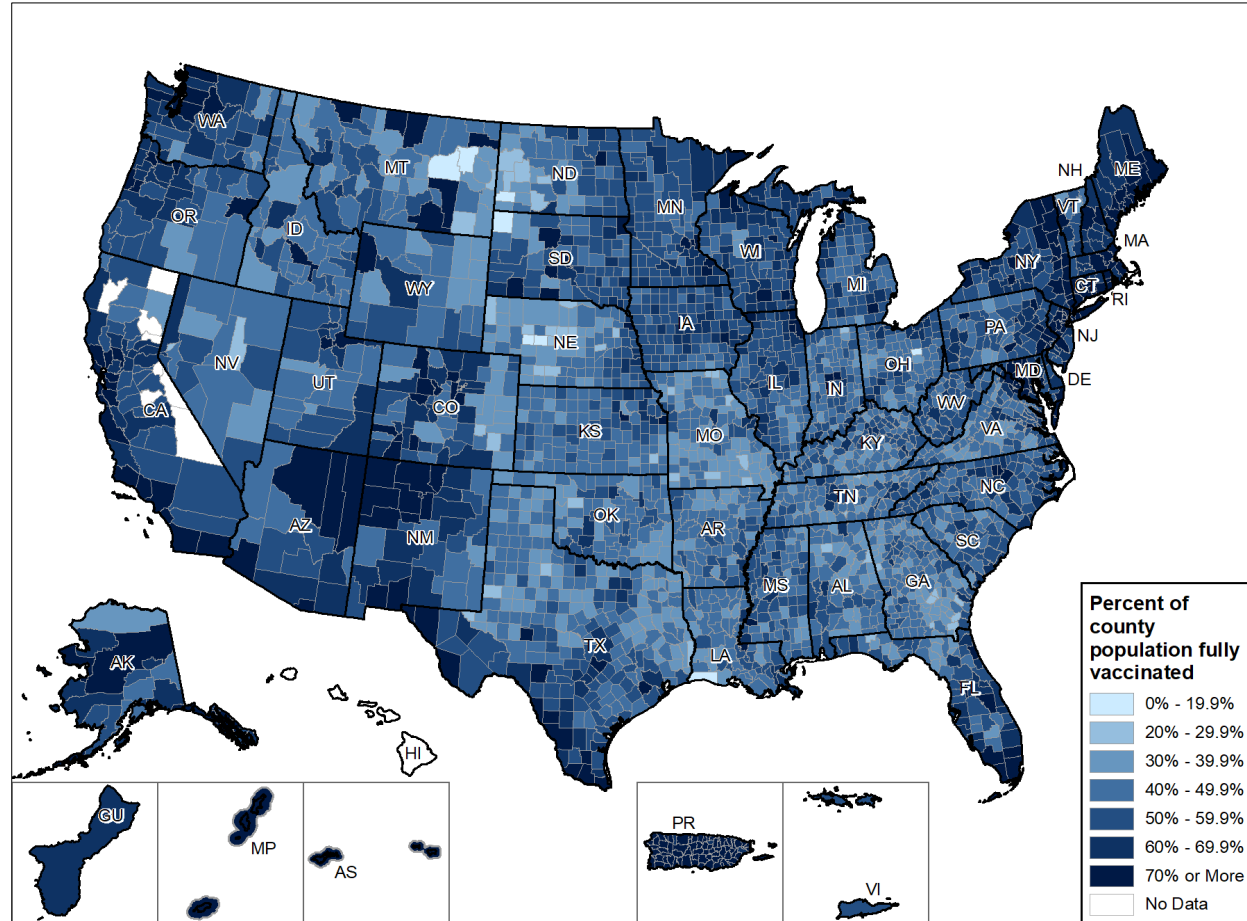 WA
MT
ND
MN
ME
NH
VT
OR
ID
SD
WI
MI
NY
MA
WY
CT
RI
NV
NE
IA
PA
NJ
UT
CO
IL
IN
OH
MD
DE
CA
KS
MO
WV
VA
KY
AZ
NM
OK
AR
TN
NC
SC
TX
LA
MS
AL
GA
FL
AK
HI
GU
MP
AS
PR
VI
Percent of
county
population fully
vaccinated
0% - 19.9%
20% - 29.9%
30% - 39.9%
40% - 49.9%
50% - 59.9%
60% - 69.9%
70% or More
No Data